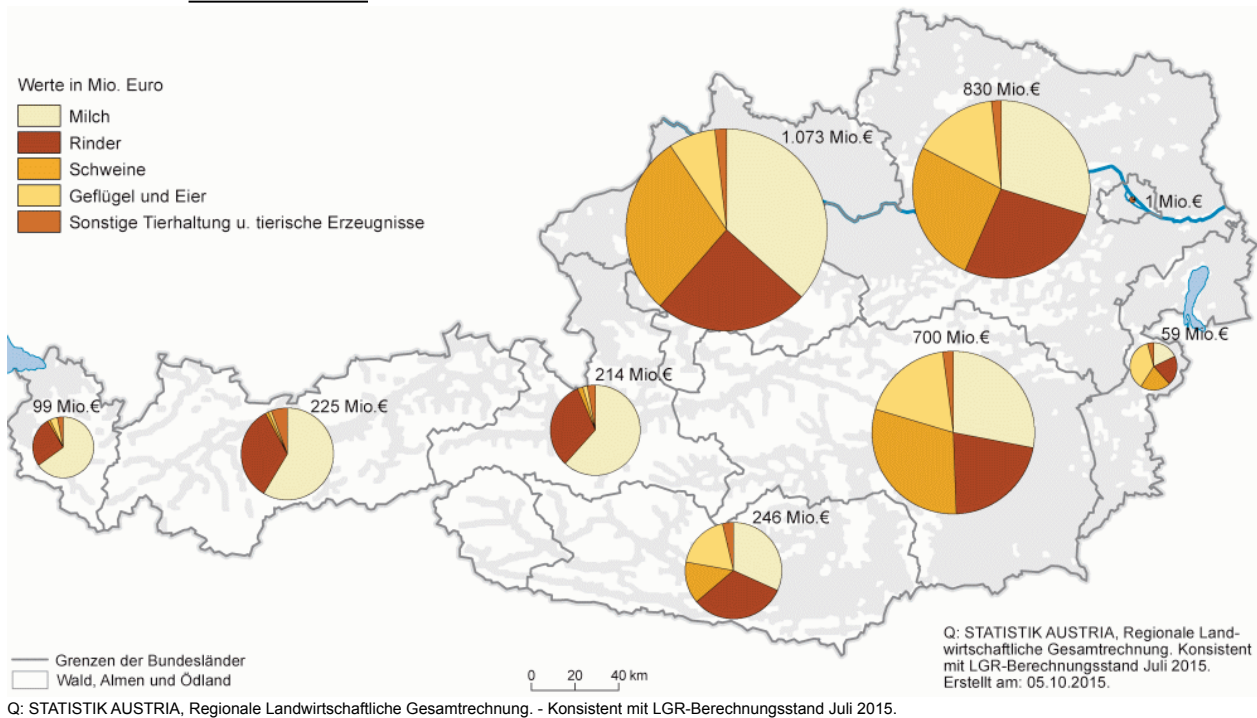 Werte in Mio. Euro
Milch
Rinder
Schweine
Geflügel und Eier
Sonstige Tierhaltung u. tierische Erzeugnisse
830 Mio.€
1.073 Mio.€
1 Mio.€
59 Mio.€
700 Mio.€
214 Mio.€
99 Mio.€
225 Mio.€
246 Mio.€
Grenzen der Bundesländer
Wald, Almen und Ödland
0 20 40 km
Q: STATISTIK AUSTRIA, Regionale Land-
wirtschaftliche Gesamtrechnung. Konsistent
mit LGR-Berechnungsstand Juli 2015.
Erstellt am: 05.10.2015.
Q: STATISTIK AUSTRIA, Regionale Landwirtschaftliche Gesamtrechnung. - Konsistent mit LGR-Berechnungsstand Juli 2015.